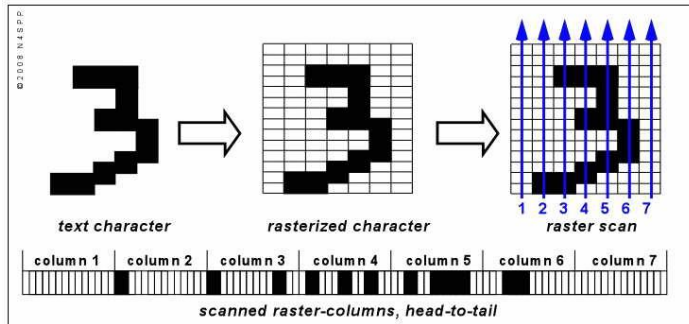 ©2008 N4SPP
1 2 3 4 5 6 7
text character
rasterized character
raster scan
column 1 column 2 column 3 column 4 column 5 column 6 column 7
scanned raster-columns, head-to-tail